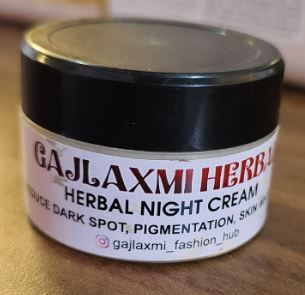 GAJLAXMI HERBA
HERBAL NIGHT CREAM
DUCE DARK SPOT, PIGMENTATION, SKIN
gajlaxmi_fashion_hub